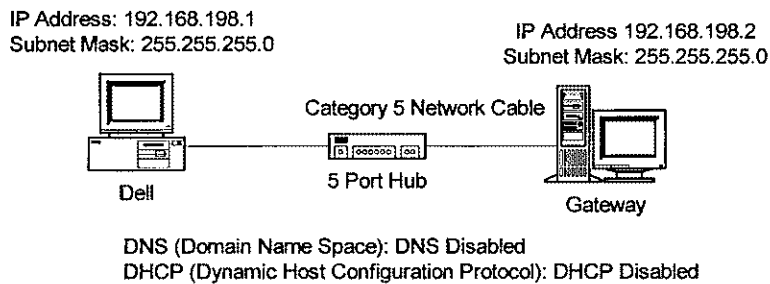 IP Address: 192.168.198.1
Subnet Mask: 255.255.255.0
IP Address 192.168.198.2
Subnet Mask: 255.255.255.0
Category 5 Network Cable
Dell
5 Port Hub
Gateway
DNS (Domain Name Space): DNS Disabled
DHCP (Dynamic Host Configuration Protocol): DHCP Disabled